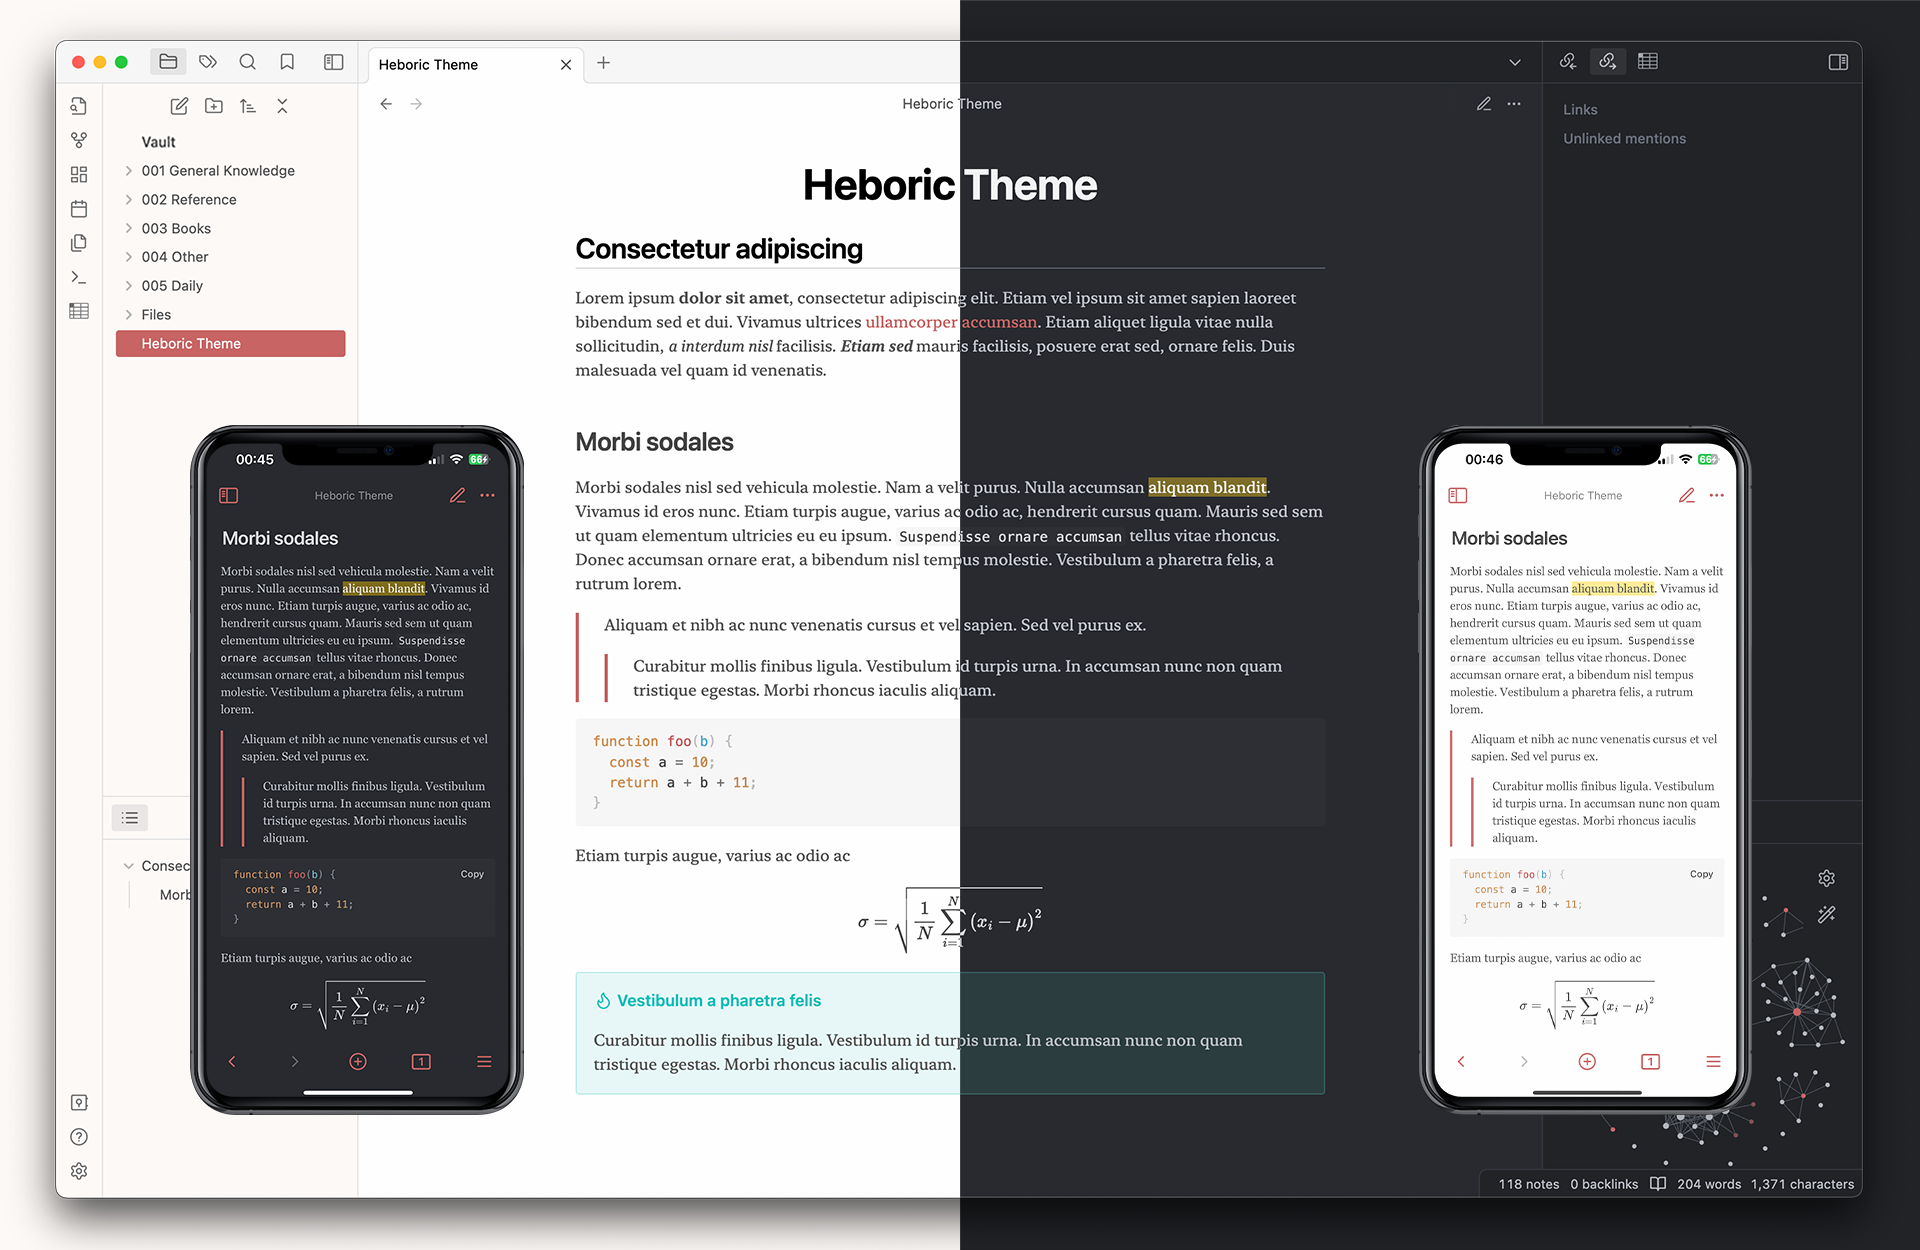 Heboric Theme
Heboric Theme
Links
Unlinked mentions
Vault
001 General Knowledge
002 Reference
003 Books
004 Other
005 Daily
Files
Heboric Theme
Consec
Morb
Heboric Theme
Consectetur adipiscing
Lorem ipsum dolor sit amet, consectetur adipiscing elit. Etiam vel ipsum sit amet sapien laoreet
bibendum sed et dui. Vivamus ultrices ullamcorper accumsan. Etiam aliquet ligula vitae nulla
sollicitudin, a interdum nisl facilisis. Etiam sed mauris facilisis, posuere erat sed, ornare felis. Duis
malesuada vel quam id venenatis.
Morbi sodales
Morbi sodales nisl sed vehicula molestie. Nam a velit purus. Nulla accumsan aliquam blandit.
Vivamus id eros nunc. Etiam turpis augue, varius ac odio ac, hendrerit cursus quam. Mauris sed sem
ut quam elementum ultricies eu eu ipsum. Suspendisse ornare accumsan tellus vitae rhoncus.
Donec accumsan ornare erat, a bibendum nisl tempus molestie. Vestibulum a pharetra felis, a
rutrum lorem.
Aliquam et nibh ac nunc venenatis cursus et vel sapien. Sed vel purus ex.
Curabitur mollis finibus ligula. Vestibulum id turpis urna. In accumsan nunc non quam
tristique egestas. Morbi rhoncus iaculis aliquam.
function foo(b) {
const a = 10;
return a + b + 11;
}
Etiam turpis augue, varius ac odio ac
σ = √ 1/N ∑ i=1 N (xi − μ)2
Vestibulum a pharetra felis
Curabitur mollis finibus ligula. Vestibulum id turpis urna. In accumsan nunc non quam
tristique egestas. Morbi rhoncus iaculis aliquam.
00:45
66
Heboric Theme
Morbi sodales
Morbi sodales nisl sed vehicula molestie. Nam a velit
purus. Nulla accumsan aliquam blandit. Vivamus id
eros nunc. Etiam turpis augue, varius ac odio ac,
hendrerit cursus quam. Mauris sed sem ut quam
elementum ultricies eu eu ipsum. Suspendisse
ornare accumsan tellus vitae rhoncus. Donec
accumsan ornare erat, a bibendum nisl tempus
molestie. Vestibulum a pharetra felis, a rutrum
lorem.
Aliquam et nibh ac nunc venenatis cursus et vel
sapien. Sed vel purus ex.
Curabitur mollis finibus ligula. Vestibulum
id turpis urna. In accumsan nunc non quam
tristique egestas. Morbi rhoncus iaculis
aliquam.
function foo(b) {
Copy
const a = 10;
return a + b + 11;
}
Etiam turpis augue, varius ac odio ac
σ = √ 1/N ∑ i=1 N (xi − μ)2
1
00:46
66
Heboric Theme
Morbi sodales
Morbi sodales nisl sed vehicula molestie. Nam a velit
purus. Nulla accumsan aliquam blandit. Vivamus id
eros nunc. Etiam turpis augue, varius ac odio ac,
hendrerit cursus quam. Mauris sed sem ut quam
elementum ultricies eu eu ipsum. Suspendisse
ornare accumsan tellus vitae rhoncus. Donec
accumsan ornare erat, a bibendum nisl tempus
molestie. Vestibulum a pharetra felis, a rutrum
lorem.
Aliquam et nibh ac nunc venenatis cursus et vel
sapien. Sed vel purus ex.
Curabitur mollis finibus ligula. Vestibulum
id turpis urna. In accumsan nunc non quam
tristique egestas. Morbi rhoncus iaculis
aliquam.
function foo(b) {
Copy
const a = 10;
return a + b + 11;
}
Etiam turpis augue, varius ac odio ac
σ = √ 1/N ∑ i=1 N (xi − μ)2
1
118 notes 0 backlinks 204 words 1,371 characters